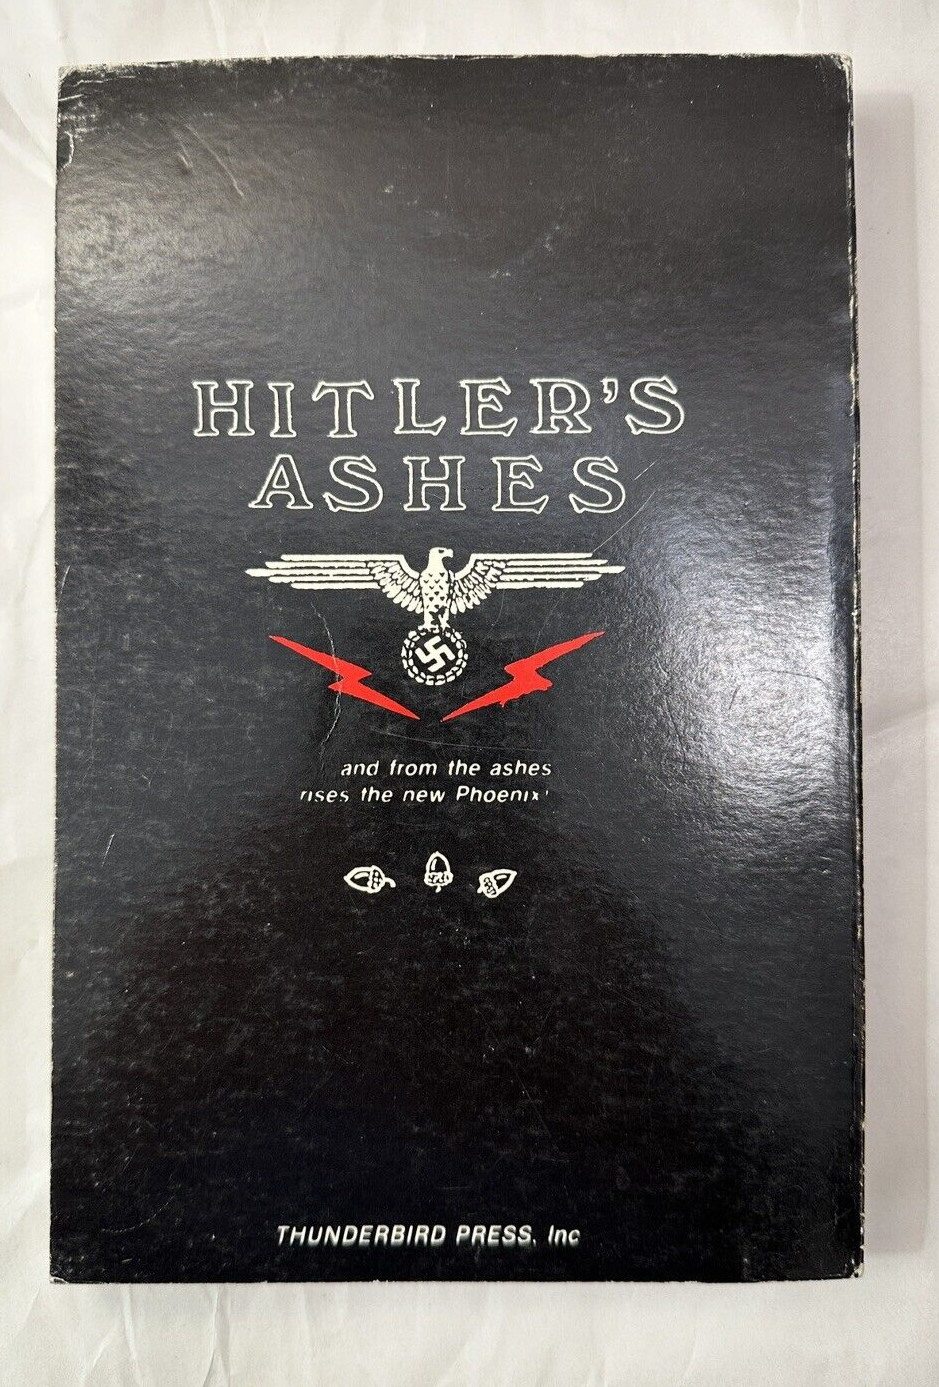 HITLER'S
ASHES
and from the ashes
rises the new Phoenix'
THUNDERBIRD PRESS, Inc